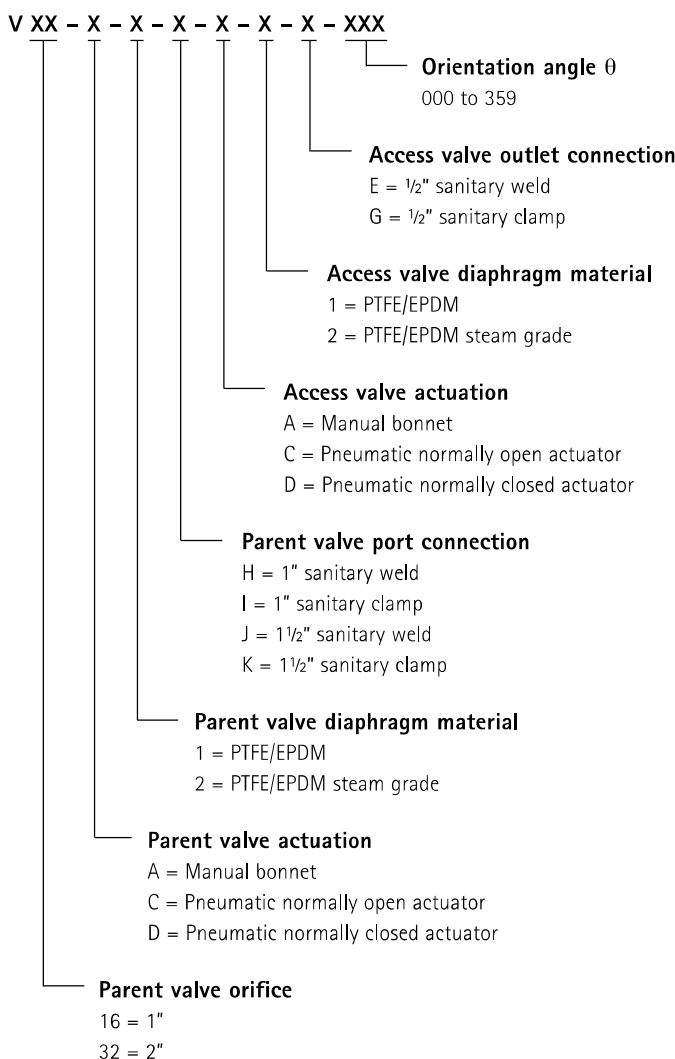 V XX – X – X – X – X – X – X – XXX
Orientation angle θ
000 to 359
Access valve outlet connection
E = 1/2" sanitary weld
G = 1/2" sanitary clamp
Access valve diaphragm material
1 = PTFE/EPDM
2 = PTFE/EPDM steam grade
Access valve actuation
A = Manual bonnet
C = Pneumatic normally open actuator
D = Pneumatic normally closed actuator
Parent valve port connection
H = 1" sanitary weld
I = 1" sanitary clamp
J = 11/2" sanitary weld
K = 11/2" sanitary clamp
Parent valve diaphragm material
1 = PTFE/EPDM
2 = PTFE/EPDM steam grade
Parent valve actuation
A = Manual bonnet
C = Pneumatic normally open actuator
D = Pneumatic normally closed actuator
Parent valve orifice
16 = 1"
32 = 2"